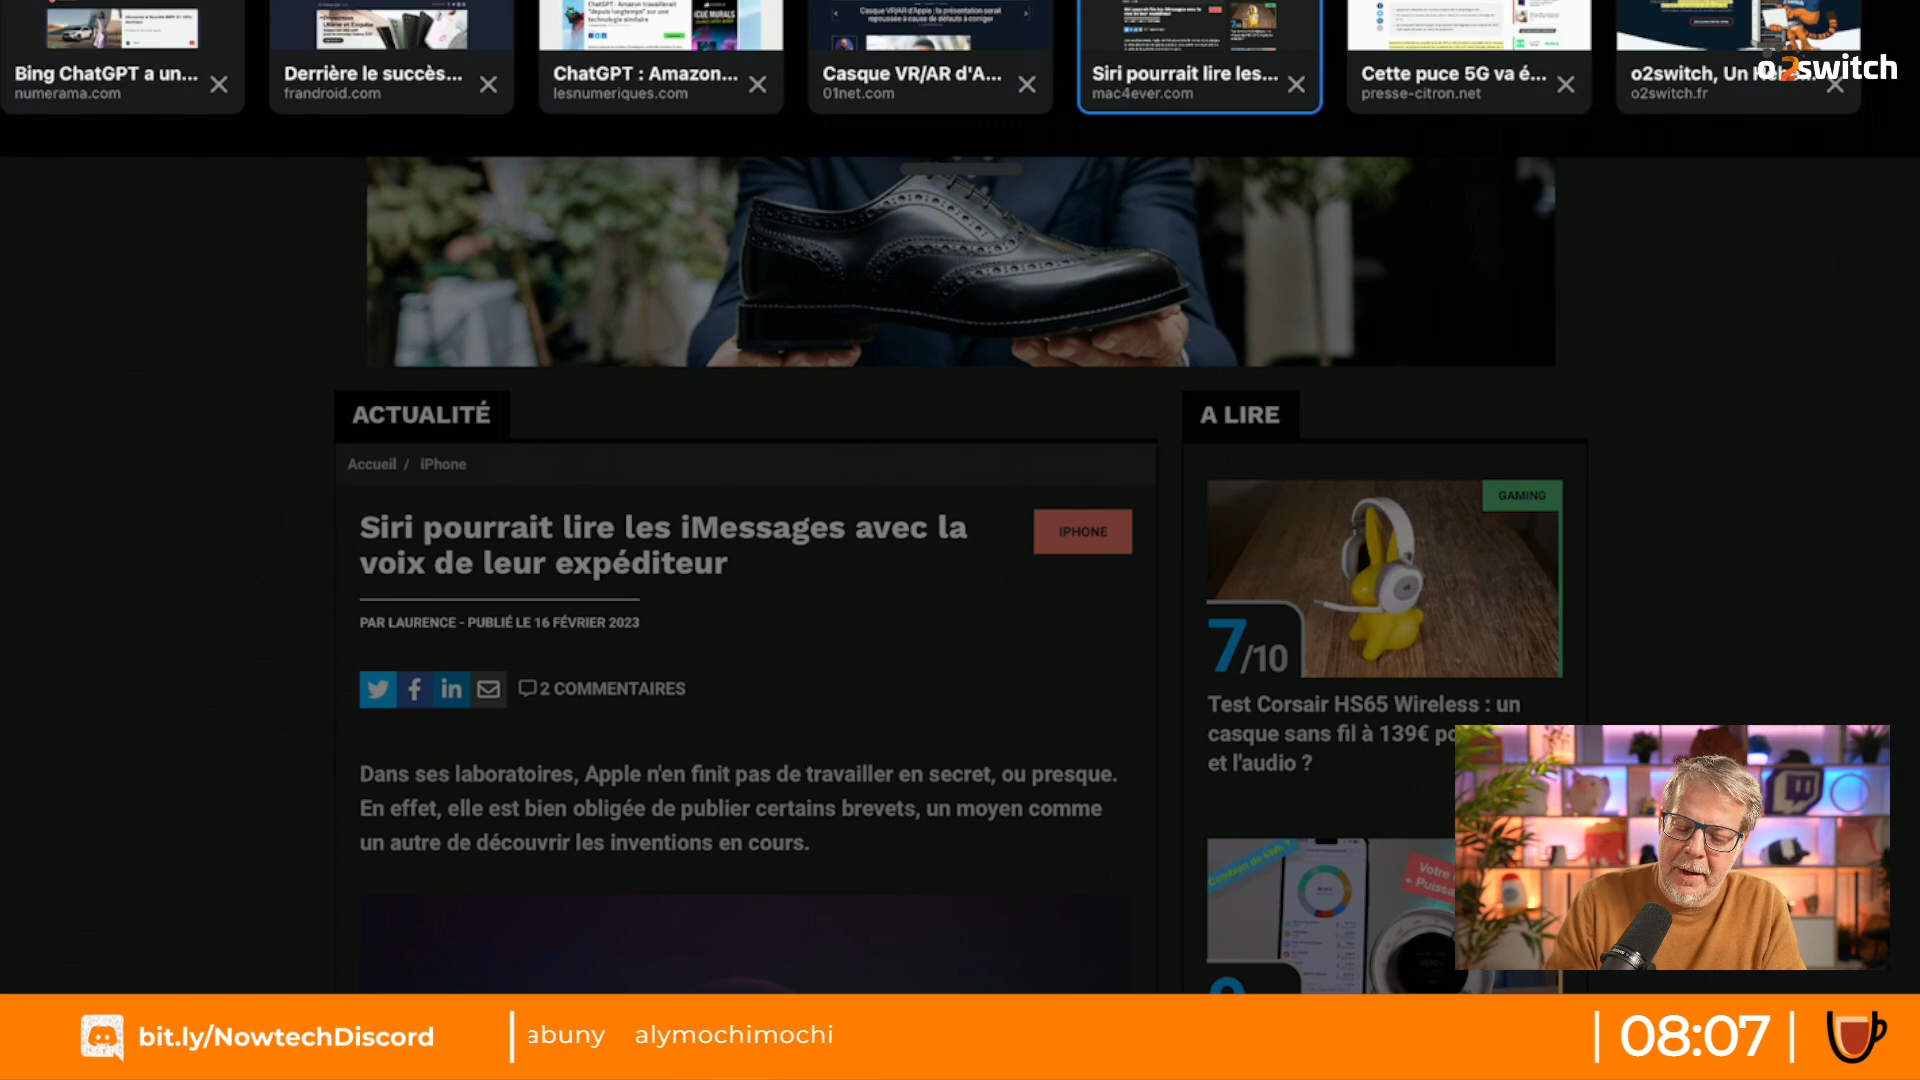 Bing ChatGPT a un...
numerama.com
Derrière le succès...
frandroid.com
ChatGPT : Amazon...
lesnumeriques.com
Casque VR/AR d'A...
01net.com
Siri pourrait lire les...
mac4ever.com
Cette puce 5G va é...
presse-citron.net
o2switch, Un
o2switch.fr
o2switch
ACTUALITÉ
Accueil / iPhone
Siri pourrait lire les iMessages avec la
voix de leur expéditeur
IPHONE
PAR LAURENCE - PUBLIÉ LE 16 FÉVRIER 2023
2 COMMENTAIRES
Dans ses laboratoires, Apple n'en finit pas de travailler en secret, ou presque.
En effet, elle est bien obligée de publier certains brevets, un moyen comme
un autre de découvrir les inventions en cours.
A LIRE
GAMING
7/10
Test Corsair HS65 Wireless : un
casque sans fil à 139€
et l'audio ?
Combien de kWh ?
Votre
+ Puissa
bit.ly/NowtechDiscord
abuny alymochimochi
08:07